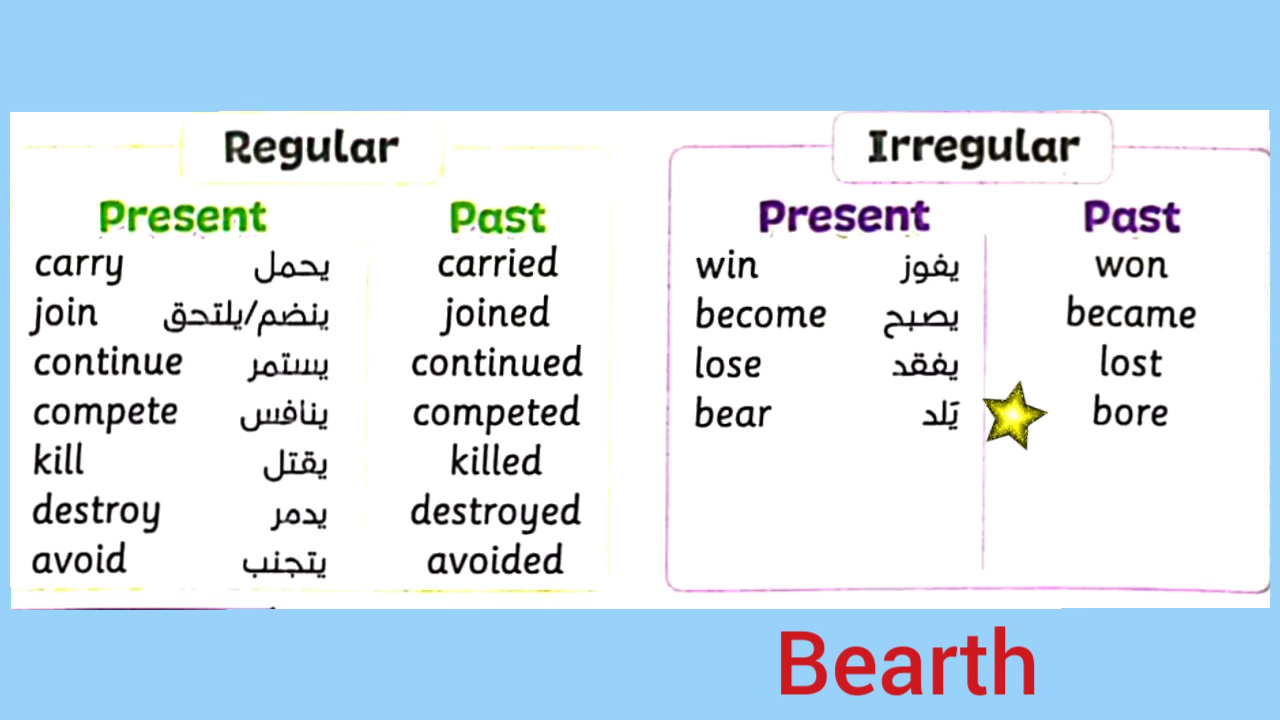 Regular
Present Past
carry يحمل carried
join ينضم/يلتحق joined
continue يستمر continued
compete ينافس competed
kill يقتل killed
destroy يدمر destroyed
avoid يتجنب avoided
Irregular
Present Past
win يفوز won
become يصبح became
lose يفقد lost
bear يَلد bore
Bearth